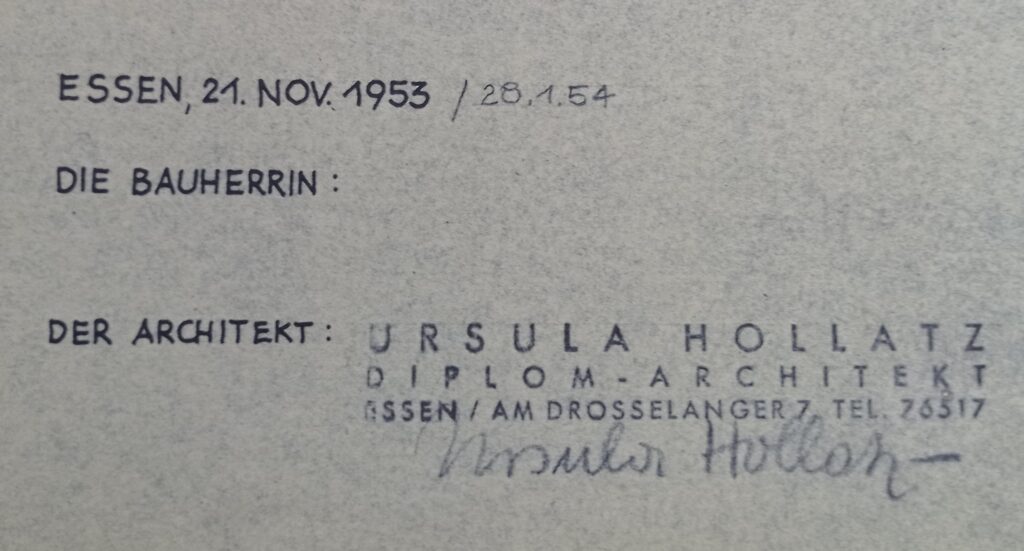 ESSEN, 21. NOV. 1953 / 28.1.54
DIE BAUHERRIN :
DER ARCHITEKT : URSULA HOLLATZ
DIPLOM-ARCHITEKT
ESSEN / AM DROSSELANGER 7, TEL. 76517
Ursula Hollatz